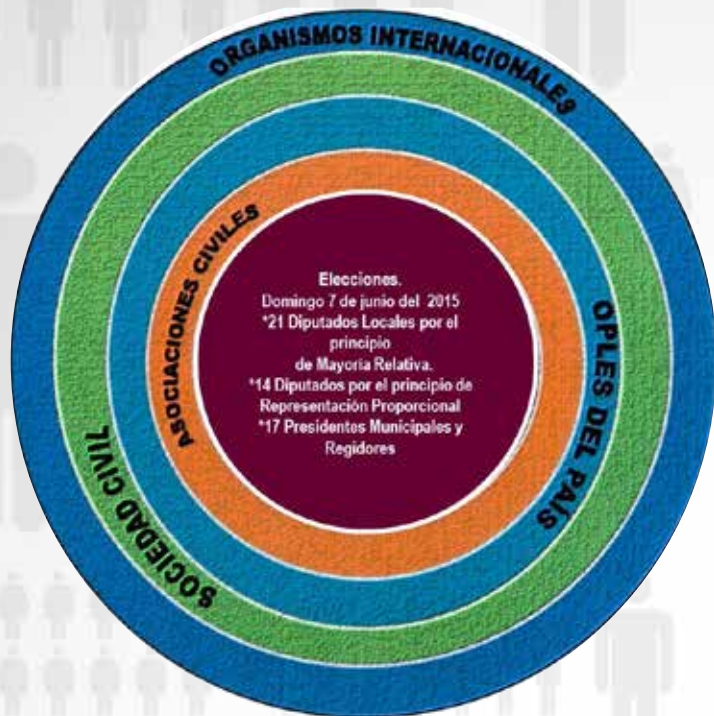 ORGANISMOS INTERNACIONALES
SOCIEDAD CIVIL
OPLES DEL PAÍS
ASOCIACIONES CIVILES
Elecciones.
Domingo 7 de junio del 2015
*21 Diputados Locales por el
principio
de Mayoría Relativa.
*14 Diputados por el principio de
Representación Proporcional
*17 Presidentes Municipales y
Regidores